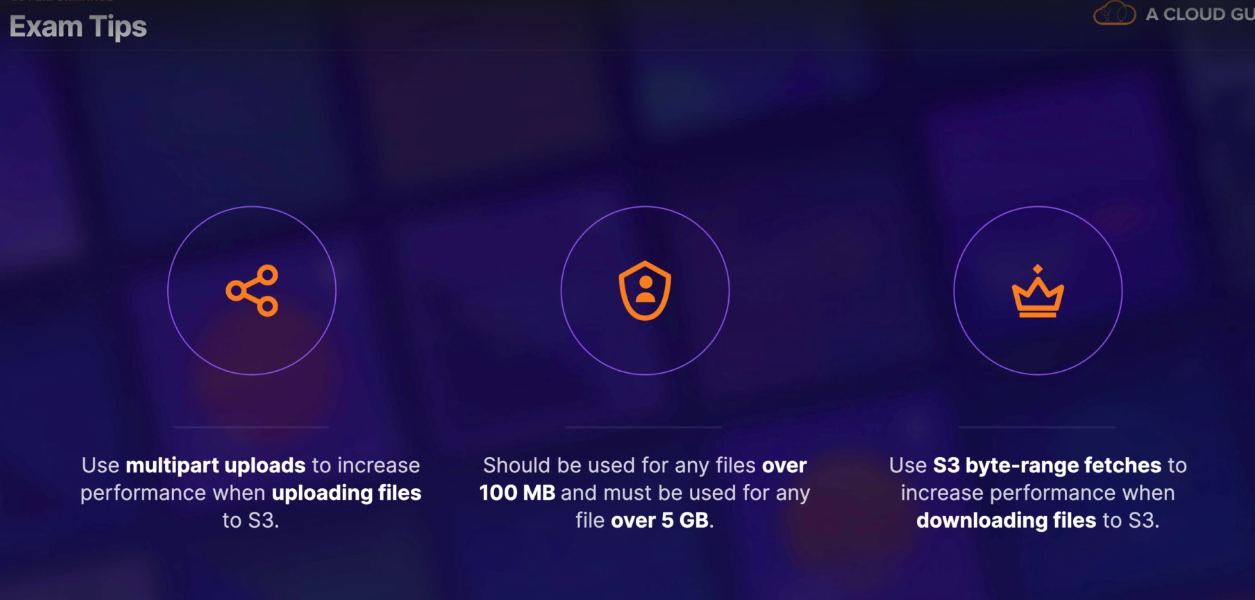 Exam Tips
A CLOUD GU
Use multipart uploads to increase
performance when uploading files
to S3.
Should be used for any files over
100 MB and must be used for any
file over 5 GB.
Use S3 byte-range fetches to
increase performance when
downloading files to S3.